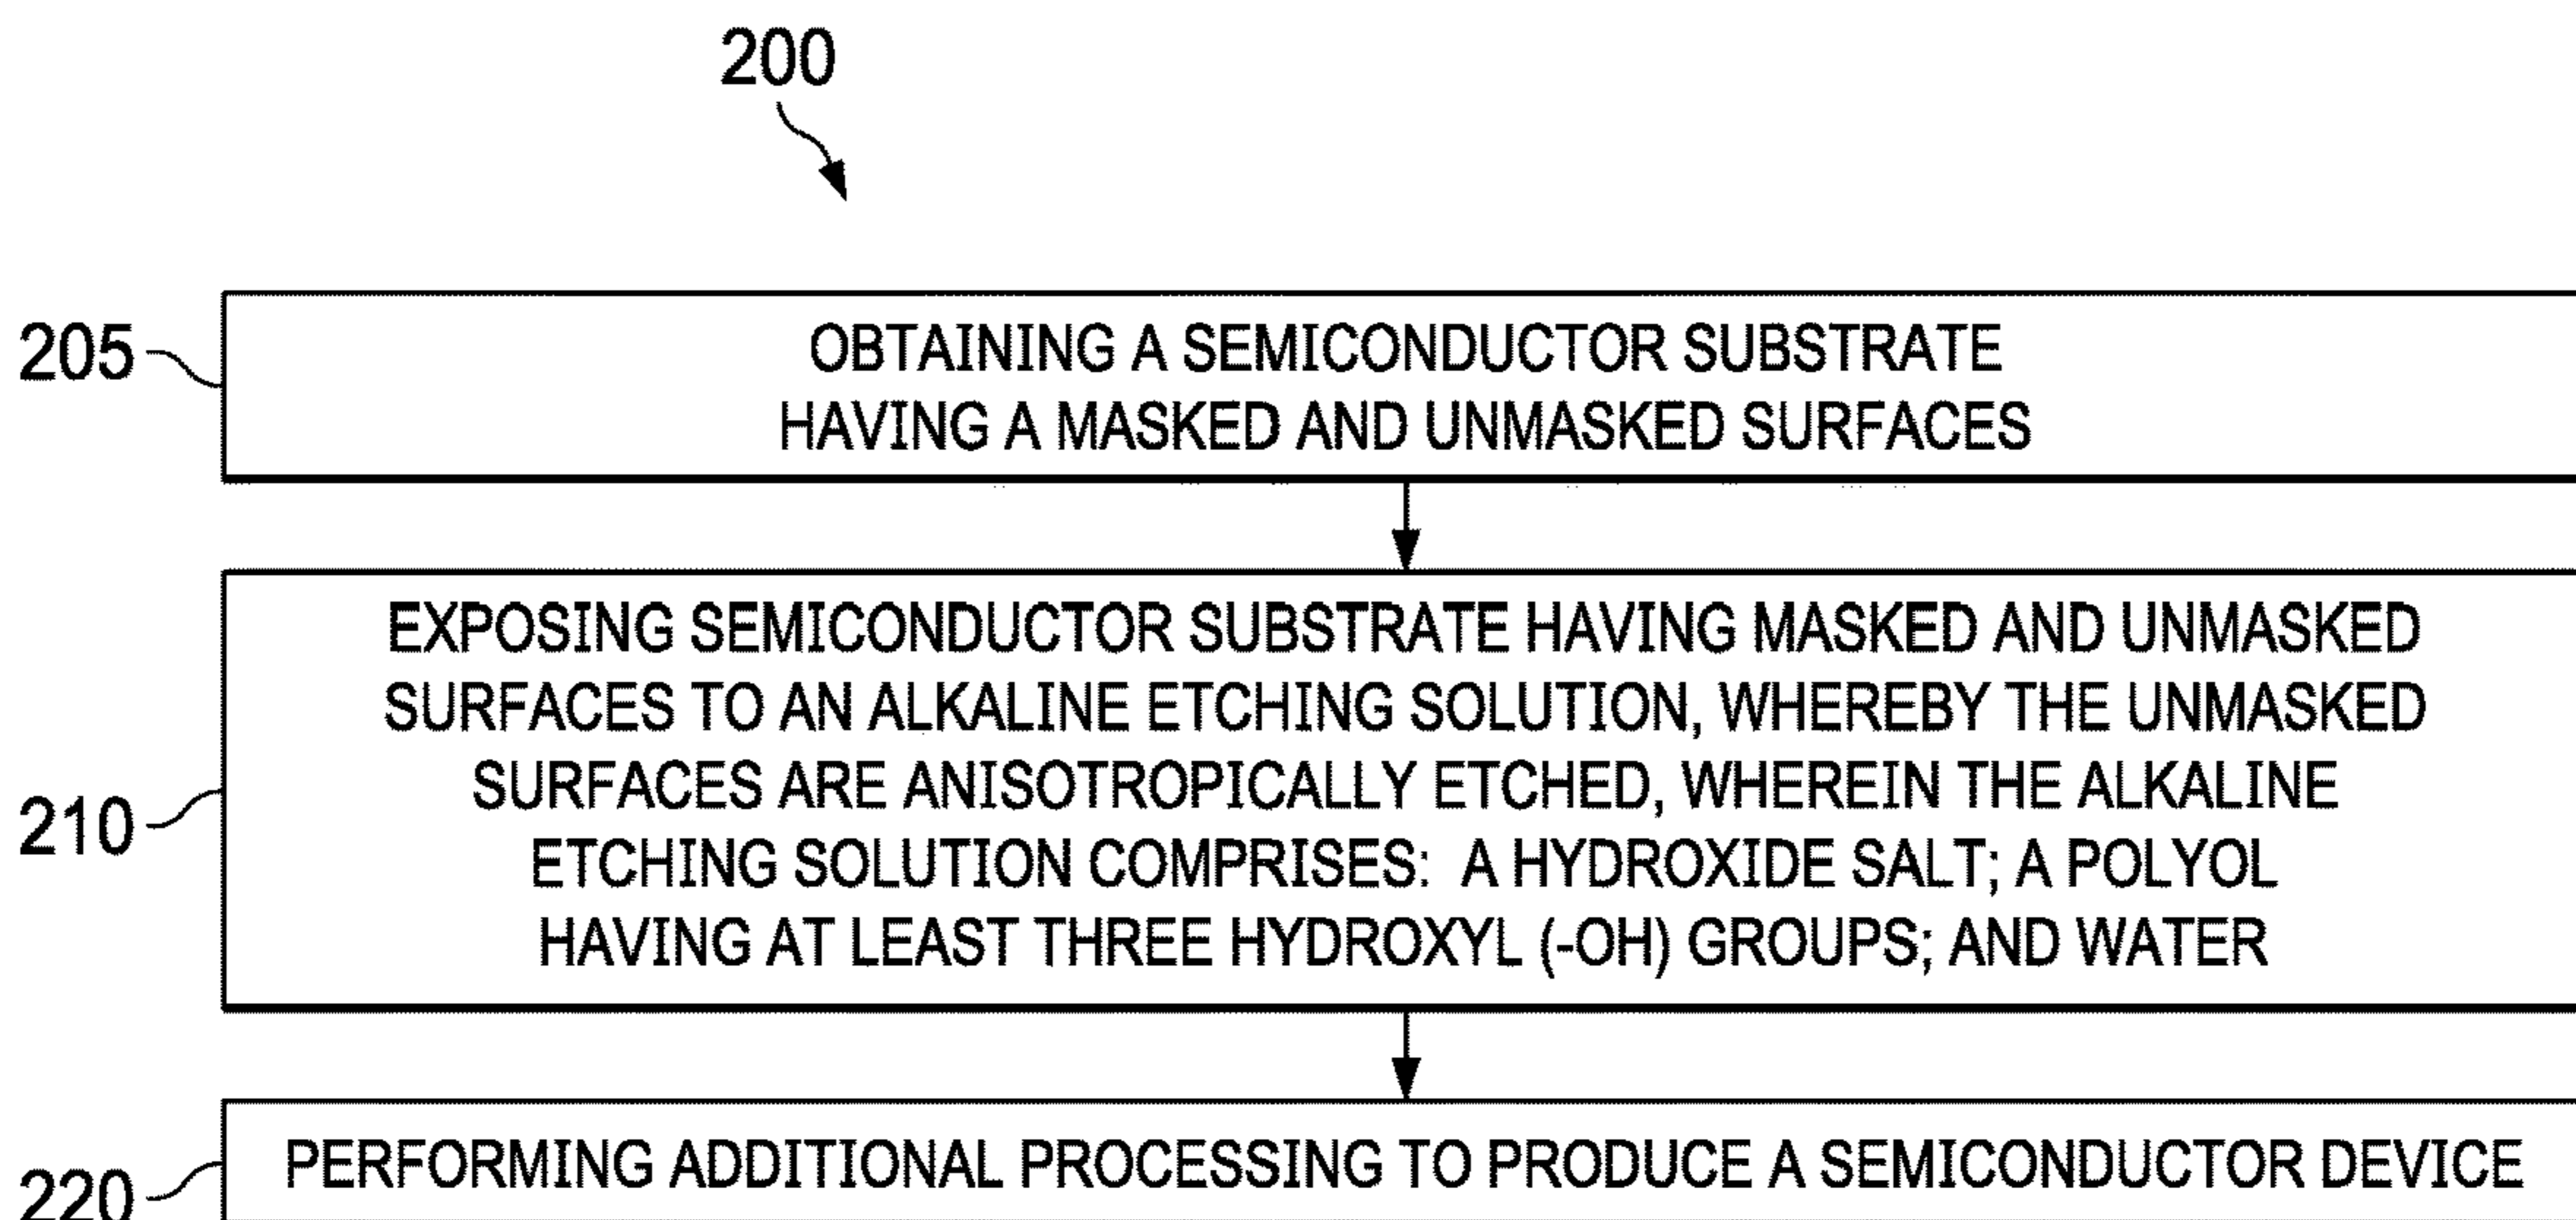 200
205
OBTAINING A SEMICONDUCTOR SUBSTRATE
HAVING A MASKED AND UNMASKED SURFACES
210
EXPOSING SEMICONDUCTOR SUBSTRATE HAVING MASKED AND UNMASKED
SURFACES TO AN ALKALINE ETCHING SOLUTION, WHEREBY THE UNMASKED
SURFACES ARE ANISOTROPICALLY ETCHED, WHEREIN THE ALKALINE
ETCHING SOLUTION COMPRISES: A HYDROXIDE SALT; A POLYOL
HAVING AT LEAST THREE HYDROXYL (-OH) GROUPS; AND WATER
220
PERFORMING ADDITIONAL PROCESSING TO PRODUCE A SEMICONDUCTOR DEVICE